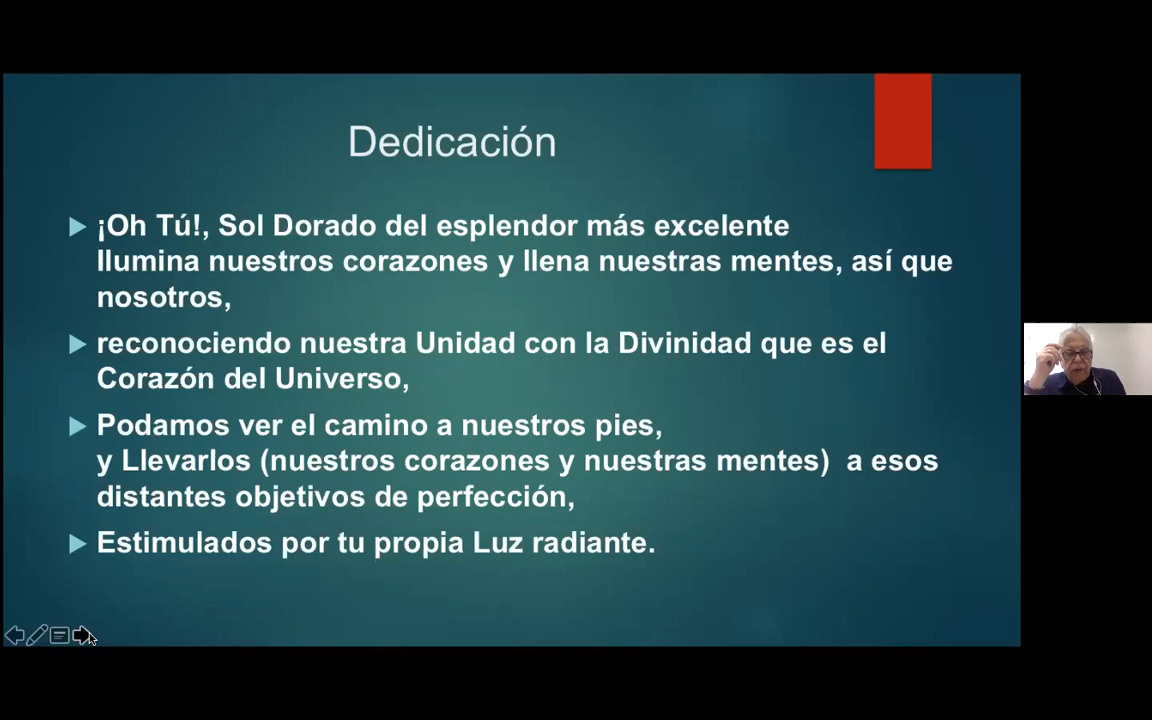 Dedicación
¡Oh Tú!, Sol Dorado del esplendor más excelente
Ilumina nuestros corazones y llena nuestras mentes, así que
nosotros,
reconociendo nuestra Unidad con la Divinidad que es el
Corazón del Universo,
Podamos ver el camino a nuestros pies,
y Llevarlos (nuestros corazones y nuestras mentes)  a esos
distantes objetivos de perfección,
Estimulados por tu propia Luz radiante.